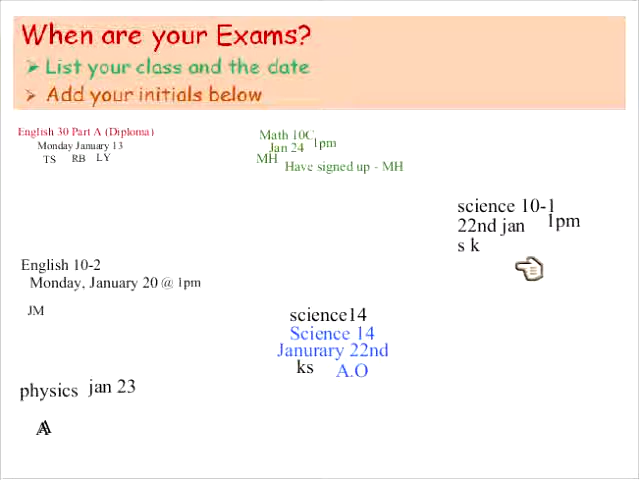 When are your Exams?
➢ List your class and the date
➢ Add your initials below
English 30 Part A (Diploma)
Monday January 13
TS RB LY
Math 10C
Jan 24 1pm
MH
Have signed up - MH
science 10-1
22nd jan 1pm
s k
English 10-2
Monday, January 20 @ 1pm
JM
science14
Science 14
Janurary 22nd
ks A.O
physics jan 23
A A